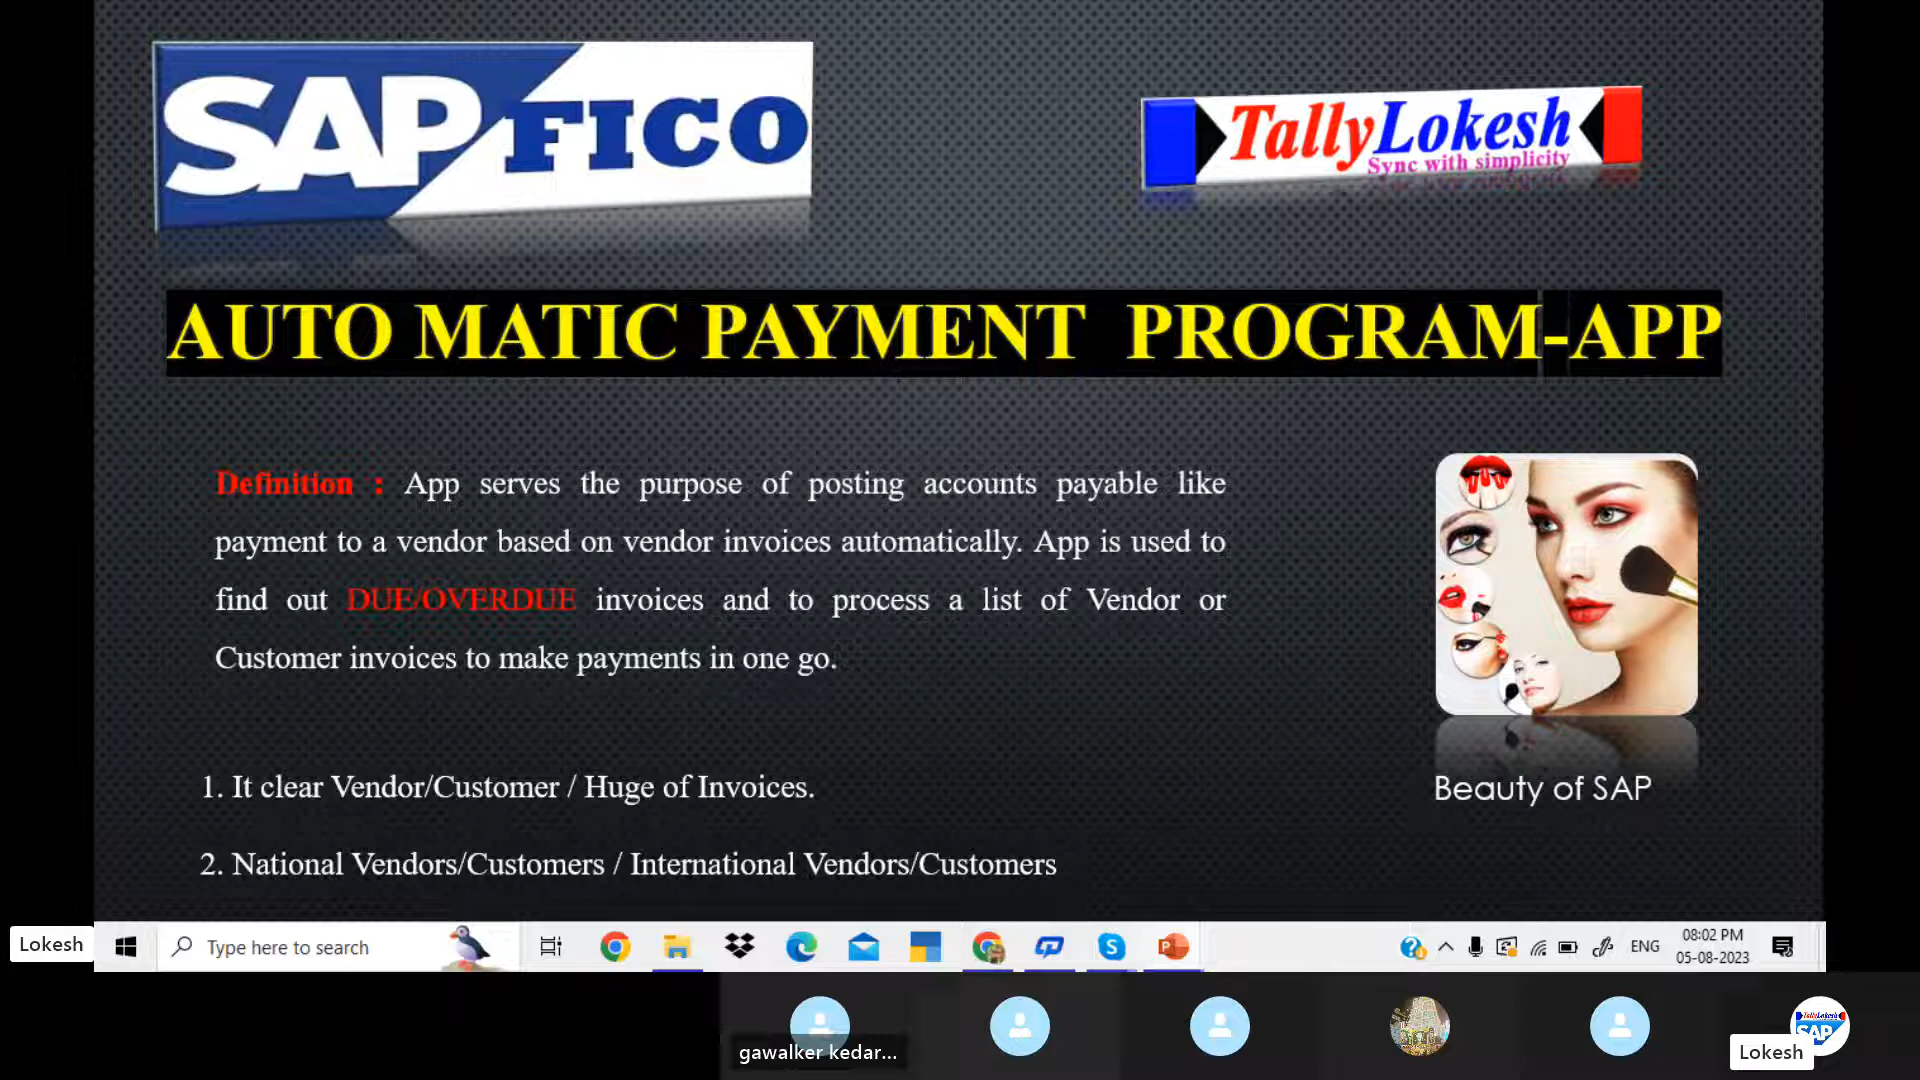 SAP FICO
TallyLokesh
Sync with simplicity
AUTO MATIC PAYMENT PROGRAM-APP
Definition : App serves the purpose of posting accounts payable like
payment to a vendor based on vendor invoices automatically. App is used to
find out DUE/OVERDUE invoices and to process a list of Vendor or
Customer invoices to make payments in one go.
Beauty of SAP
1. It clear Vendor/Customer / Huge of Invoices.
2. National Vendors/Customers / International Vendors/Customers
Lokesh
Type here to search
ENG
08:02 PM
05-08-2023
gawalker kedar...
TallyLokesh
SAP
Lokesh